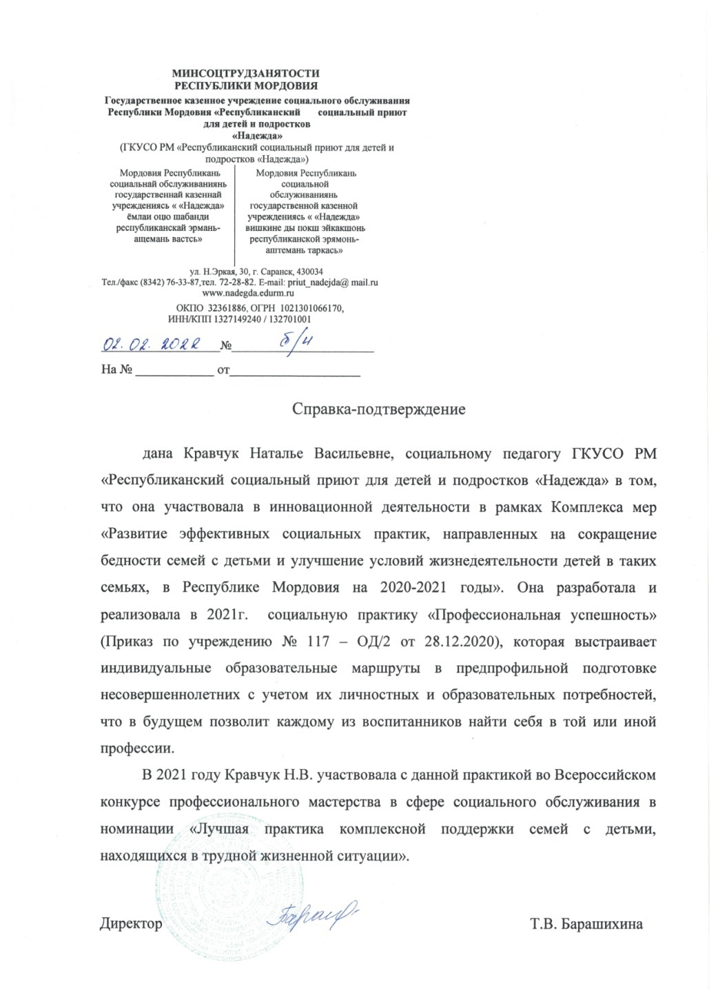 МИНСОЦТРУДЗАНЯТОСТИ
РЕСПУБЛИКИ МОРДОВИЯ
Государственное казенное учреждение социального обслуживания
Республики Мордовия «Республиканский социальный приют
для детей и подростков
«Надежда»
(ГКУСО РМ «Республиканский социальный приют для детей и
подростков «Надежда»)
Мордовия Республикань
социальнай обслуживаниянь
государственнай казеннай
учреждениясь « «Надежда»
ёмлаи оцю шабанди
республиканскай эрмань-
ащемань вастсь»
Мордовия Республикань
социальной
обслуживаниянь
государственной казенной
учреждениясь « «Надежда»
вишкине ды покш эйкакшонь
республиканской эрямонь-
аштемань таркась»
ул. Н.Эркая, 30, г. Саранск, 430034
Тел./факс (8342) 76-33-87,тел. 72-28-82. E-mail: priut_nadejda@ mail.ru
www.nadegda.edurm.ru
ОКПО 32361886, ОГРН 1021301066170,
ИНН/КПП 1327149240 / 132701001
02.02. 2022 № б/н
На № ____________ от____________________
Справка-подтверждение
дана Кравчук Наталье Васильевне, социальному педагогу ГКУСО РМ
«Республиканский социальный приют для детей и подростков «Надежда» в том,
что она участвовала в инновационной деятельности в рамках Комплекса мер
«Развитие эффективных социальных практик, направленных на сокращение
бедности семей с детьми и улучшение условий жизнедеятельности детей в таких
семьях, в Республике Мордовия на 2020-2021 годы». Она разработала и
реализовала в 2021г. социальную практику «Профессиональная успешность»
(Приказ по учреждению № 117 – ОД/2 от 28.12.2020), которая выстраивает
индивидуальные образовательные маршруты в предпрофильной подготовке
несовершеннолетних с учетом их личностных и образовательных потребностей,
что в будущем позволит каждому из воспитанников найти себя в той или иной
профессии.
В 2021 году Кравчук Н.В. участвовала с данной практикой во Всероссийском
конкурсе профессионального мастерства в сфере социального обслуживания в
номинации «Лучшая практика комплексной поддержки семей с детьми,
находящихся в трудной жизненной ситуации».
Директор Т.В. Барашихина